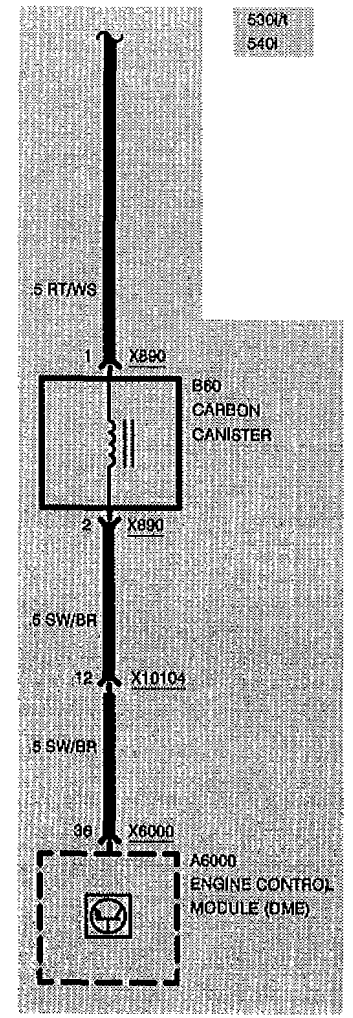 530i/t
540i
.5 RT/WS
1 X890
B60
CARBON
CANISTER
2 X890
.5 SW/BR
12 X10104
.5 SW/BR
36 X6000
A6000
ENGINE CONTROL
MODULE (DME)